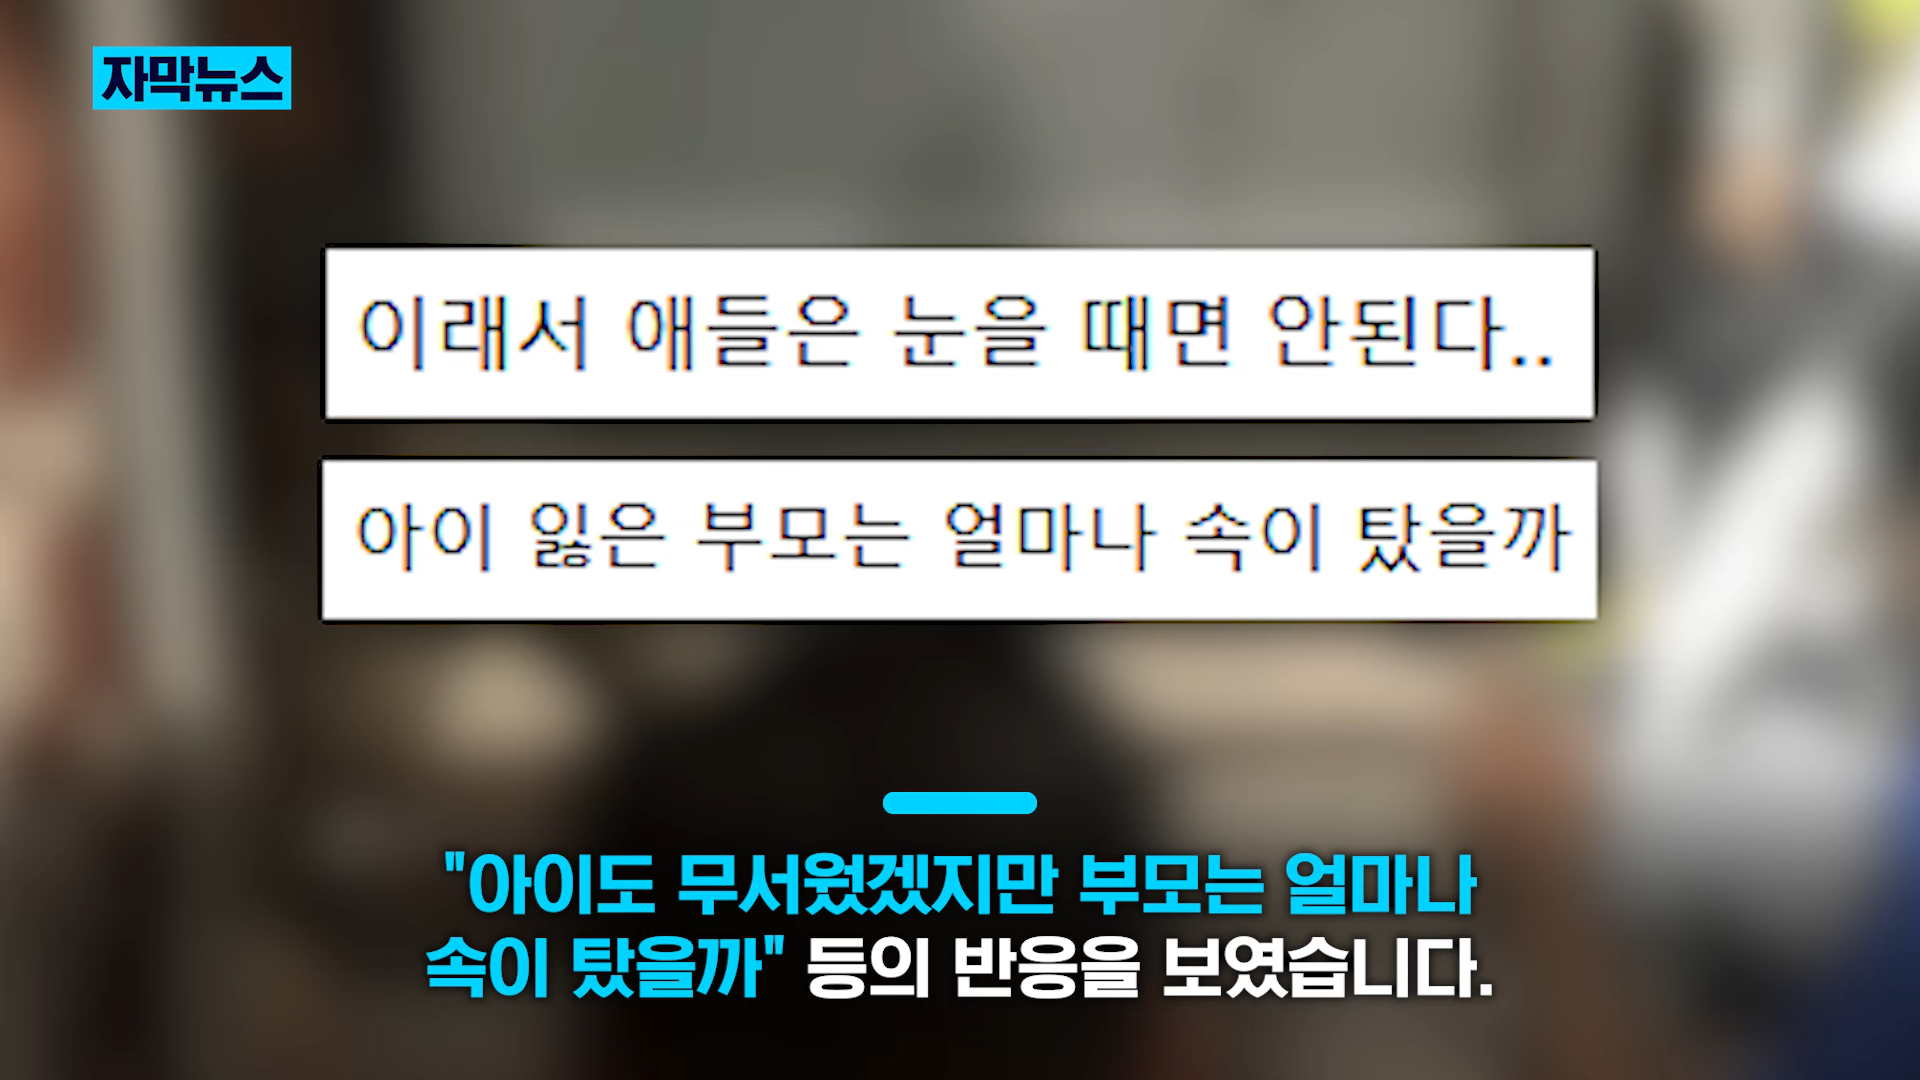 자막뉴스
이래서 애들은 눈을 때면 안된다..
아이 잃은 부모는 얼마나 속이 탔을까
"아이도 무서웠겠지만 부모는 얼마나
속이 탔을까" 등의 반응을 보였습니다.